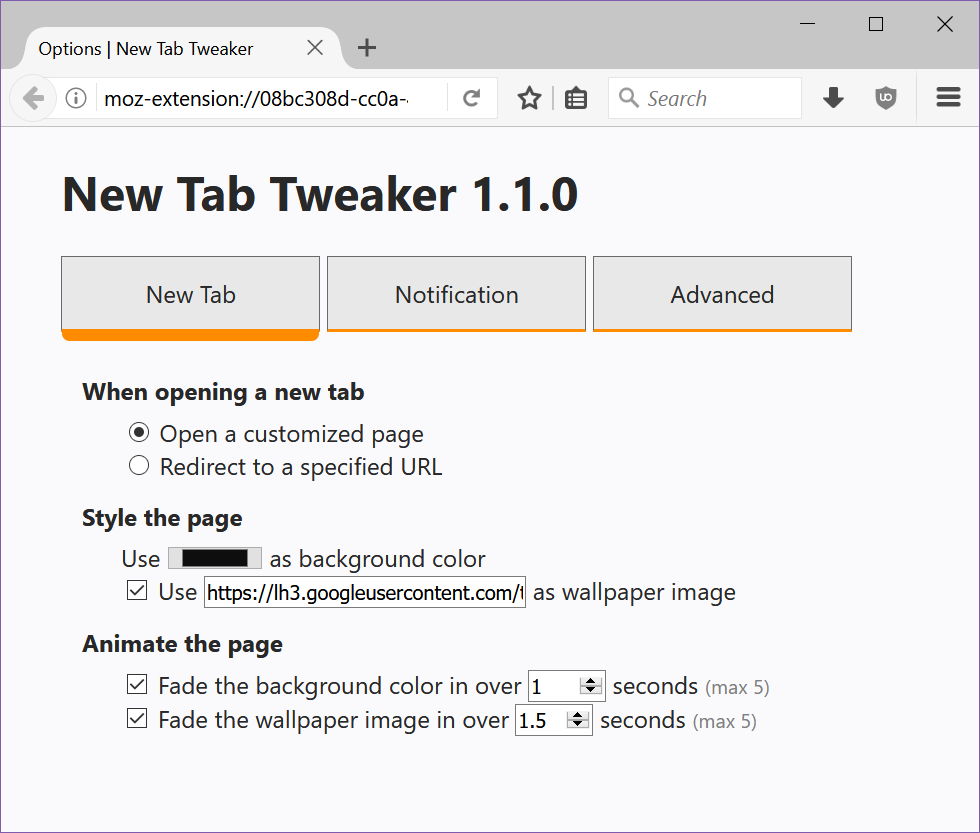 Options | New Tab Tweaker
moz-extension://08bc308d-cc0a-
Search
New Tab Tweaker 1.1.0
New Tab
Notification
Advanced
When opening a new tab
Open a customized page
Redirect to a specified URL
Style the page
Use as background color
Use https://lh3.googleusercontent.com/ as wallpaper image
Animate the page
Fade the background color in over 1 seconds (max 5)
Fade the wallpaper image in over 1.5 seconds (max 5)